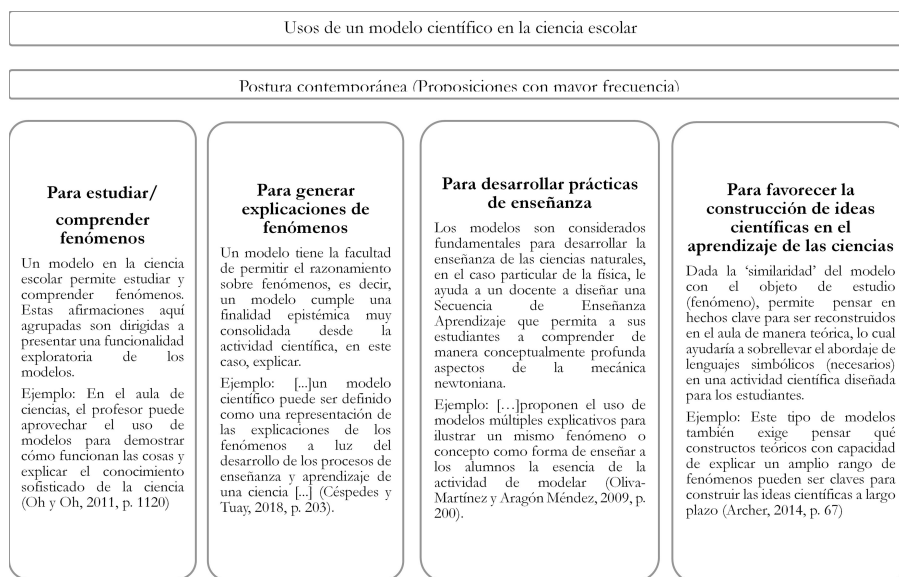 Usos de un modelo científico en la ciencia escolar
Postura contemporánea (Proposiciones con mayor frecuencia)
Para estudiar/
comprender
fenómenos
Un modelo en la ciencia
escolar permite estudiar y
comprender fenómenos.
Estas afirmaciones aquí
agrupadas son dirigidas a
presentar una funcionalidad
exploratoria de los
modelos.
Ejemplo: En el aula de
ciencias, el profesor puede
aprovechar el uso de
modelos para demostrar
cómo funcionan las cosas y
explicar el conocimiento
sofisticado de la ciencia
(Oh y Oh, 2011, p. 1120)
Para generar
explicaciones de
fenómenos
Un modelo tiene la facultad
de permitir el razonamiento
sobre fenómenos, es decir,
un modelo cumple una
finalidad epistémica muy
consolidada desde la
actividad científica, en este
caso, explicar.
Ejemplo: [...]un modelo
científico puede ser definido
como una representación de
las explicaciones de los
fenómenos a luz del
desarrollo de los procesos de
enseñanza y aprendizaje de
una ciencia [...] (Céspedes y
Tuay, 2018, p. 203).
Para desarrollar prácticas
de enseñanza
Los modelos son considerados
fundamentales para desarrollar la
enseñanza de las ciencias naturales,
en el caso particular de la física, le
ayuda a un docente a diseñar una
Secuencia de Enseñanza
Aprendizaje que permita a sus
estudiantes a comprender de
manera conceptualmente profunda
aspectos de la mecánica
newtoniana.
Ejemplo: […]proponen el uso de
modelos múltiples explicativos para
ilustrar un mismo fenómeno o
concepto como forma de enseñar a
los alumnos la esencia de la
actividad de modelar (Oliva-
Martínez y Aragón Méndez, 2009, p.
200).
Para favorecer la
construcción de ideas
científicas en el
aprendizaje de las ciencias
Dada la ‘similaridad’ del modelo
con el objeto de estudio
(fenómeno), permite pensar en
hechos clave para ser reconstruidos
en el aula de manera teórica, lo cual
ayudaría a sobrellevar el abordaje de
lenguajes simbólicos (necesarios)
en una actividad científica diseñada
para los estudiantes.
Ejemplo: Este tipo de modelos
también exige pensar qué
constructos teóricos con capacidad
de explicar un amplio rango de
fenómenos pueden ser claves para
construir las ideas científicas a largo
plazo (Archer, 2014, p. 67)